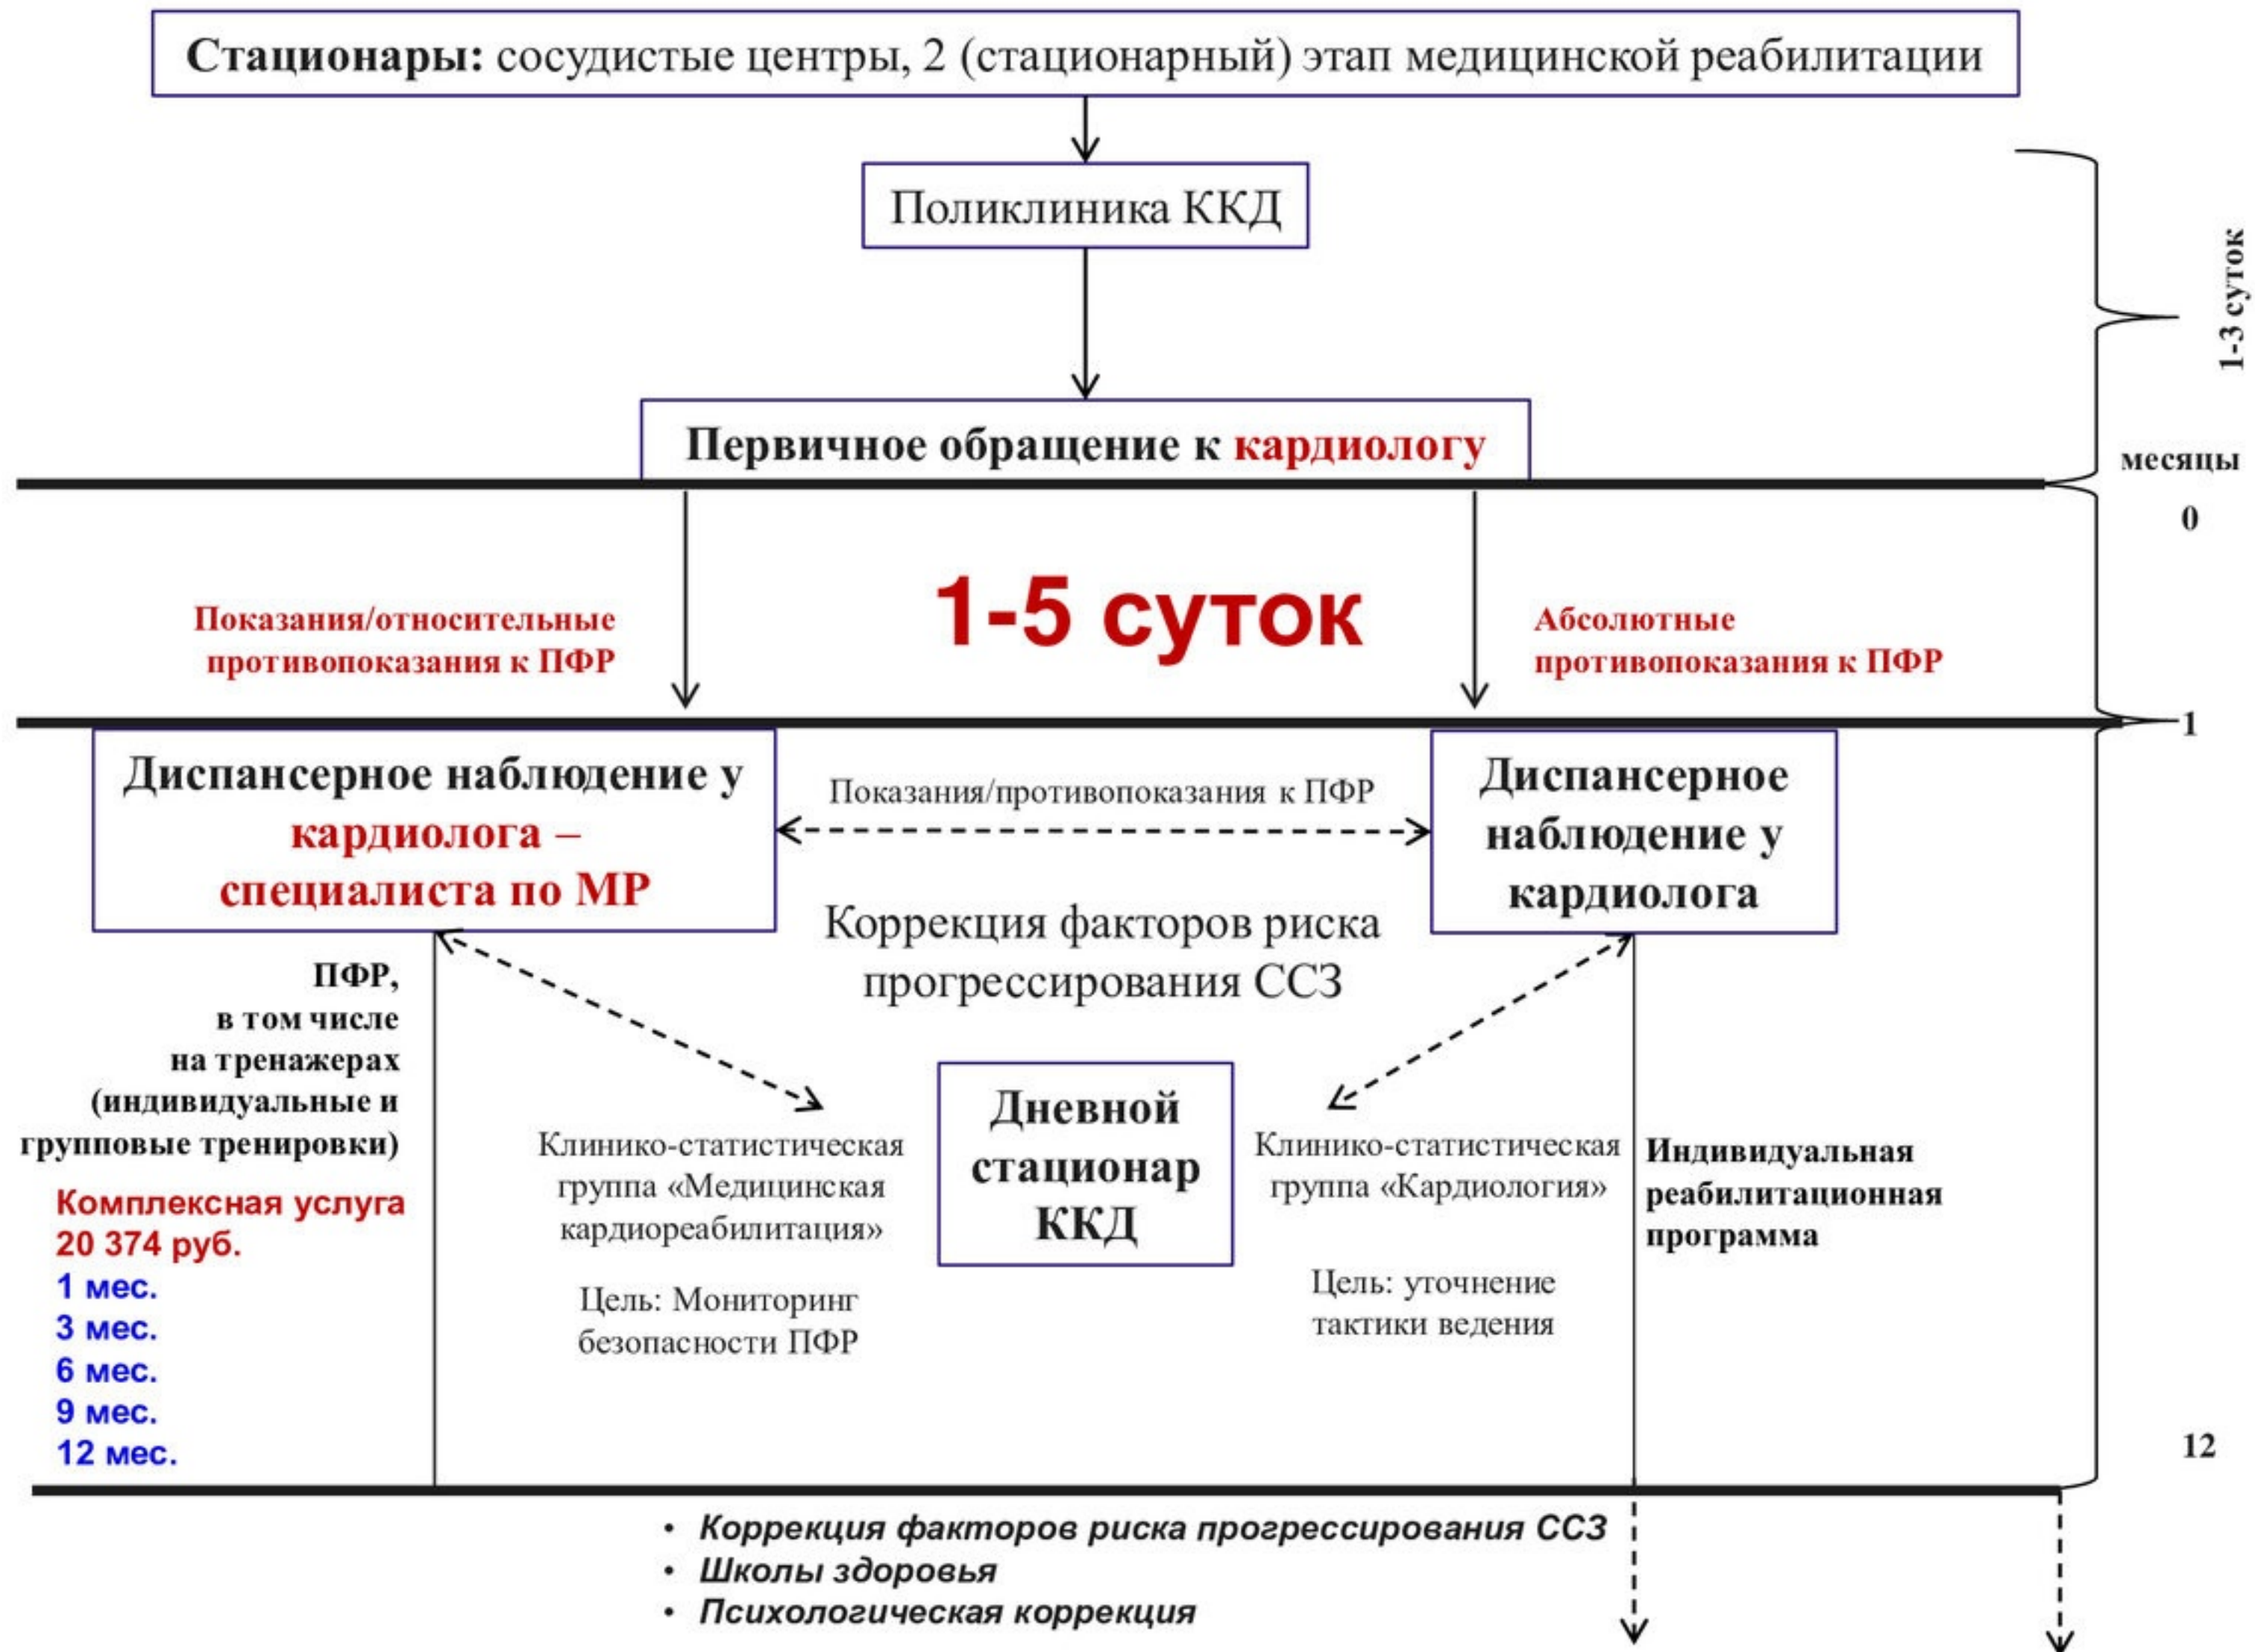 Стационары: сосудистые центры, 2 (стационарный) этап медицинской реабилитации
Поликлиника ККД
1-3 суток
Первичное обращение к кардиологу
месяцы
0
Показания/относительные
противопоказания к ПФР
1-5 суток
Абсолютные
противопоказания к ПФР
1
Диспансерное наблюдение у
кардиолога –
специалиста по МР
Показания/противопоказания к ПФР
Диспансерное
наблюдение у
кардиолога
Коррекция факторов риска
прогрессирования ССЗ
ПФР,
в том числе
на тренажерах
(индивидуальные и
групповые тренировки)
Комплексная услуга
20 374 руб.
1 мес.
3 мес.
6 мес.
9 мес.
12 мес.
Клинико-статистическая
группа «Медицинская
кардиореабилитация»
Цель: Мониторинг
безопасности ПФР
Дневной
стационар
ККД
Клинико-статистическая
группа «Кардиология»
Цель: уточнение
тактики ведения
Индивидуальная
реабилитационная
программа
12
• Коррекция факторов риска прогрессирования ССЗ
• Школы здоровья
• Психологическая коррекция